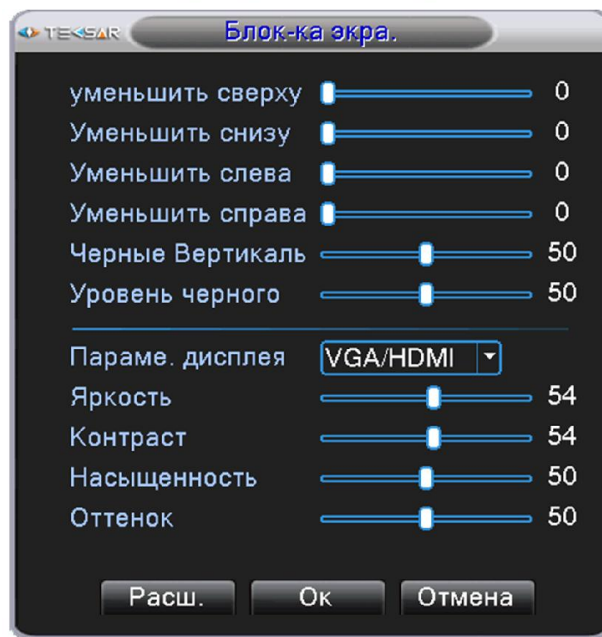 TECSAR Блок-ка экра.
уменьшить сверху 0
Уменьшить снизу 0
Уменьшить слева 0
Уменьшить справа 0
Черные Вертикаль 50
Уровень черного 50
Параме. дисплея VGA/HDMI
Яркость 54
Контраст 54
Насыщенность 50
Оттенок 50
Расш. Ок Отмена